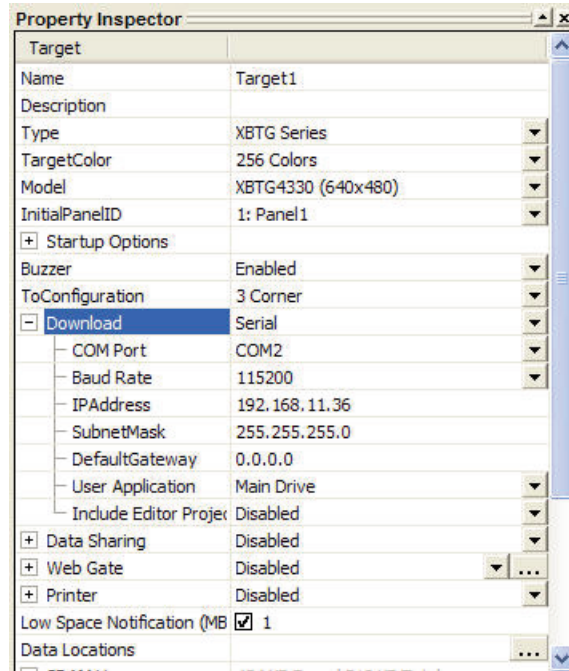 Property Inspector
Target
Name Target1
Description
Type XBTG Series
TargetColor 256 Colors
Model XBTG4330 (640x480)
InitialPanelID 1: Panel1
Startup Options
Buzzer Enabled
ToConfiguration 3 Corner
Download Serial
COM Port COM2
Baud Rate 115200
IPAddress 192.168.11.36
SubnetMask 255.255.255.0
DefaultGateway 0.0.0.0
User Application Main Drive
Include Editor Projec Disabled
Data Sharing Disabled
Web Gate Disabled ...
Printer Disabled
Low Space Notification (MB 1
Data Locations ...